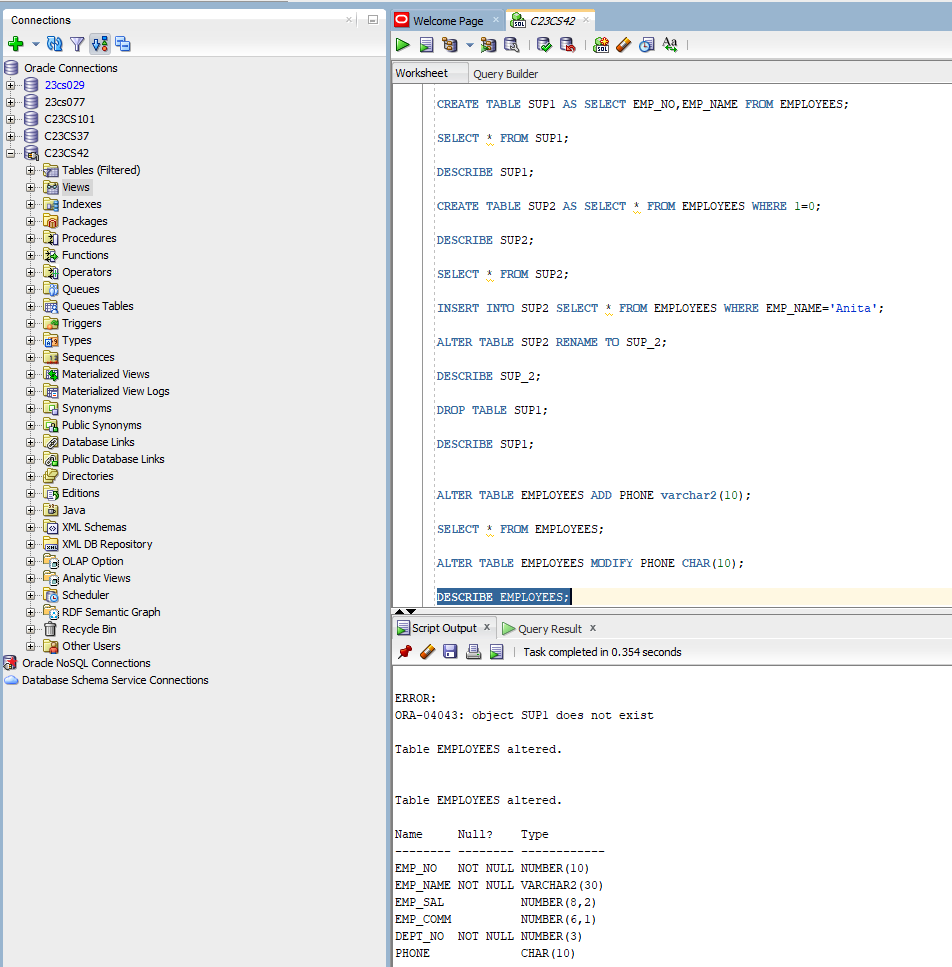 Connections
Oracle Connections
23cs029
23cs077
C23CS101
C23CS37
C23CS42
Tables (Filtered)
Views
Indexes
Packages
Procedures
Functions
Operators
Queues
Queues Tables
Triggers
Types
Sequences
Materialized Views
Materialized View Logs
Synonyms
Public Synonyms
Database Links
Public Database Links
Directories
Editions
Java
XML Schemas
XML DB Repository
OLAP Option
Analytic Views
Scheduler
RDF Semantic Graph
Recycle Bin
Other Users
Oracle NoSQL Connections
Database Schema Service Connections
Welcome Page
C23CS42
Worksheet Query Builder
CREATE TABLE SUP1 AS SELECT EMP_NO,EMP_NAME FROM EMPLOYEES;
SELECT * FROM SUP1;
DESCRIBE SUP1;
CREATE TABLE SUP2 AS SELECT * FROM EMPLOYEES WHERE 1=0;
DESCRIBE SUP2;
SELECT * FROM SUP2;
INSERT INTO SUP2 SELECT * FROM EMPLOYEES WHERE EMP_NAME='Anita';
ALTER TABLE SUP2 RENAME TO SUP_2;
DESCRIBE SUP_2;
DROP TABLE SUP1;
DESCRIBE SUP1;
ALTER TABLE EMPLOYEES ADD PHONE varchar2(10);
SELECT * FROM EMPLOYEES;
ALTER TABLE EMPLOYEES MODIFY PHONE CHAR(10);
DESCRIBE EMPLOYEES;
Script Output x Query Result x
Task completed in 0.354 seconds
ERROR:
ORA-04043: object SUP1 does not exist
Table EMPLOYEES altered.
Table EMPLOYEES altered.
Name Null? Type
-------- -------- ------------
EMP_NO NOT NULL NUMBER(10)
EMP_NAME NOT NULL VARCHAR2(30)
EMP_SAL NUMBER(8,2)
EMP_COMM NUMBER(6,1)
DEPT_NO NOT NULL NUMBER(3)
PHONE CHAR(10)